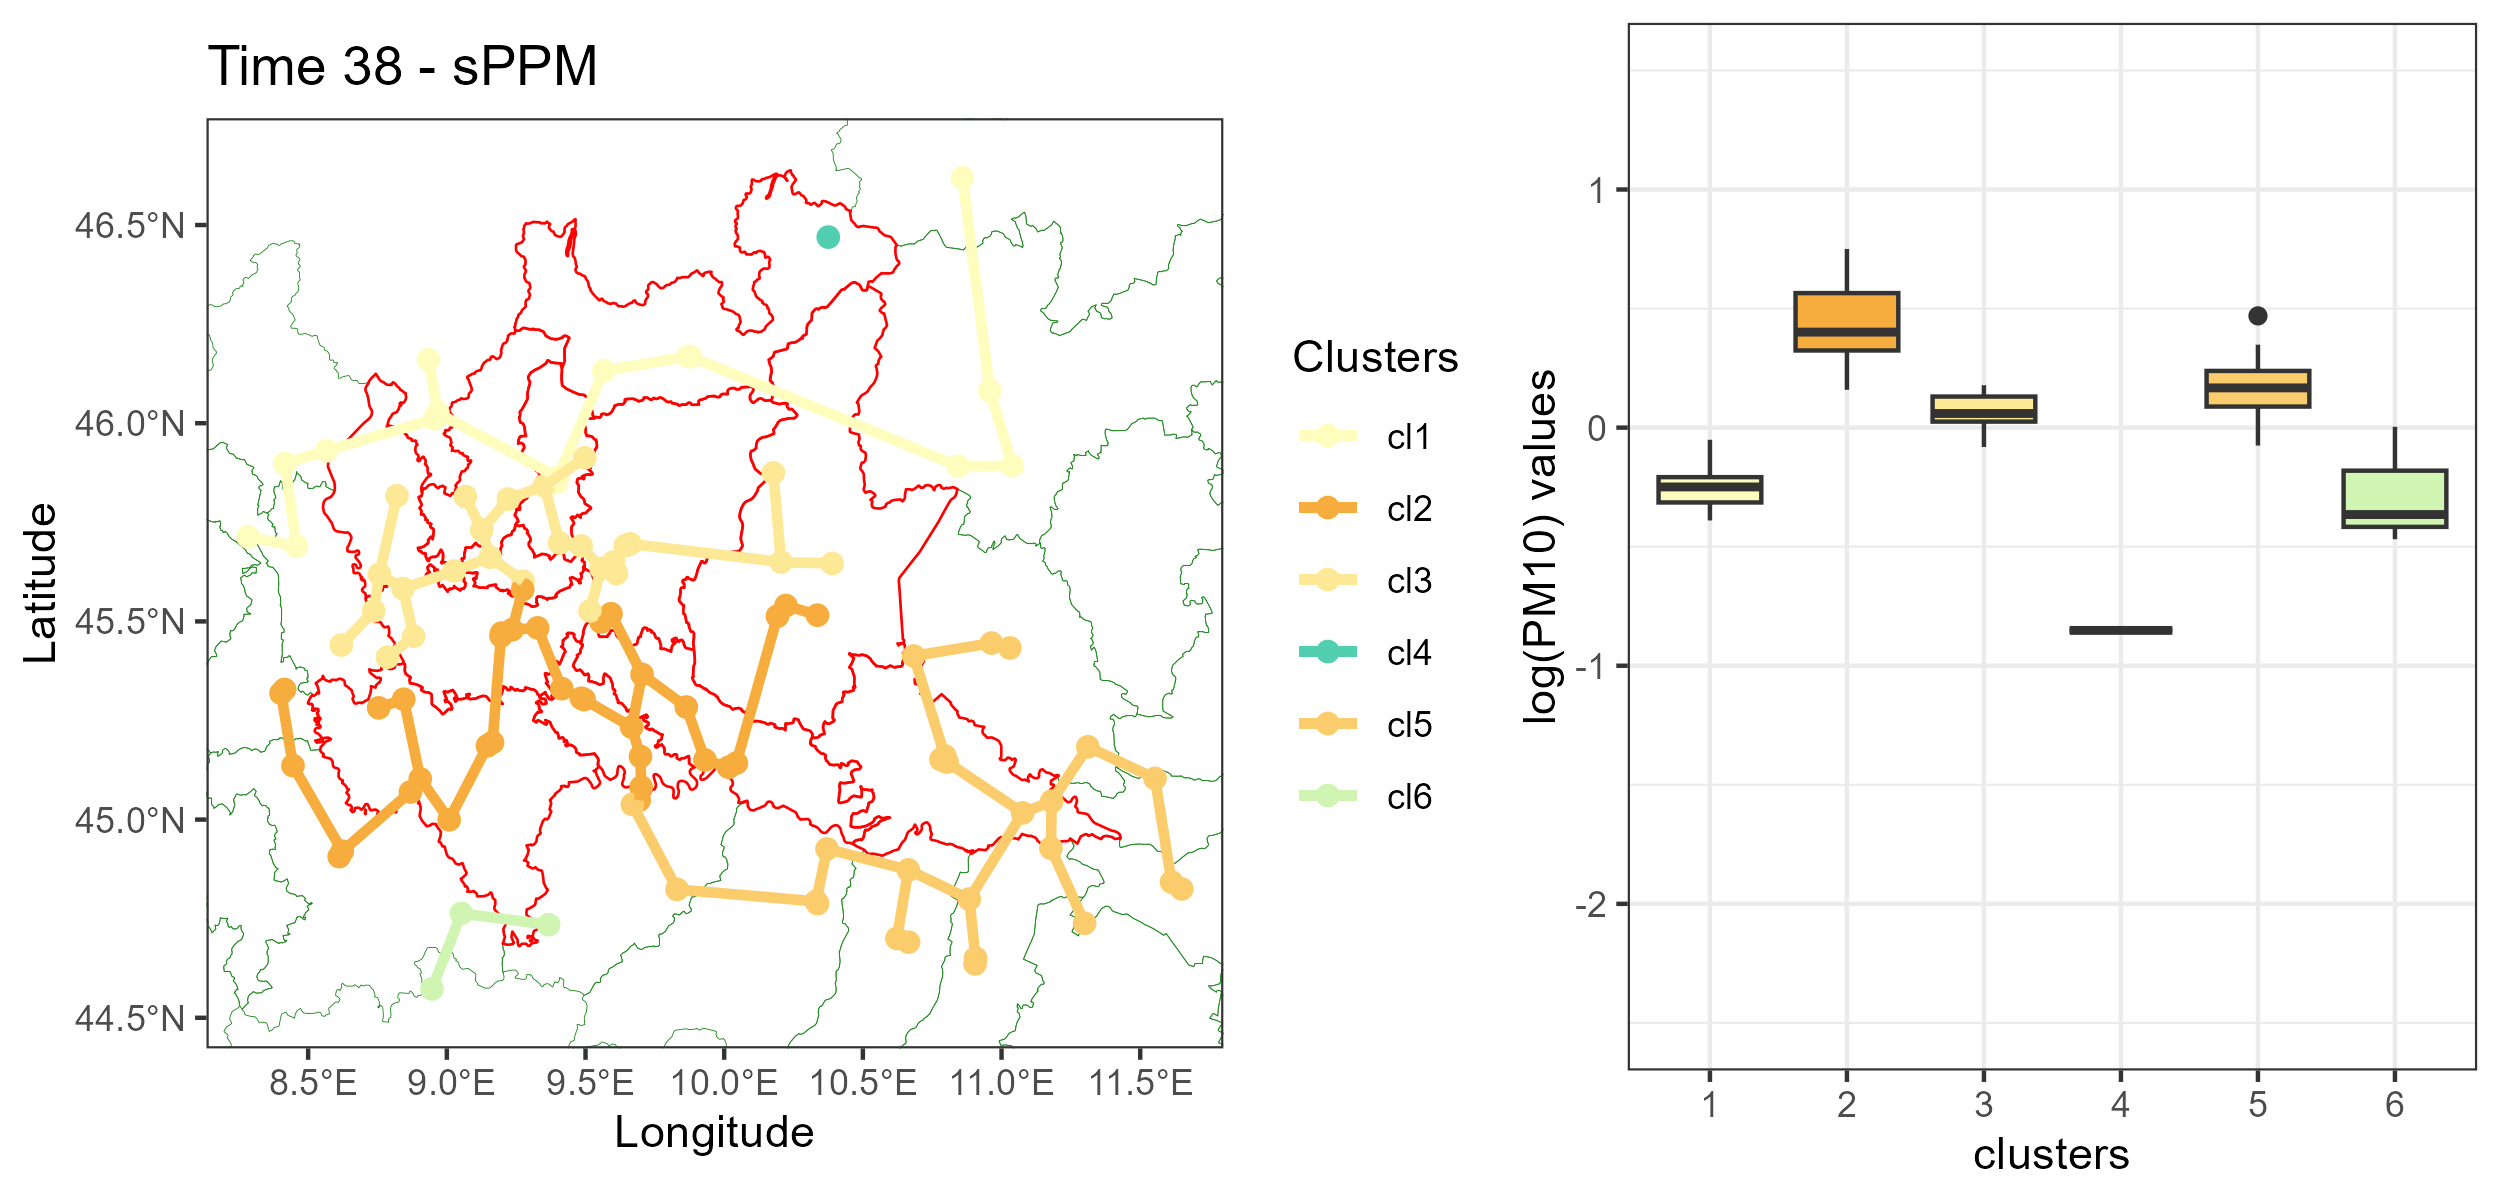 Time 38 - sPPM
Latitude
46.5°N
46.0°N
45.5°N
45.0°N
44.5°N
8.5°E 9.0°E 9.5°E 10.0°E 10.5°E 11.0°E 11.5°E
Longitude
Clusters
cl1
cl2
cl3
cl4
cl5
cl6
log(PM10) values
1
0
-1
-2
1 2 3 4 5 6
clusters